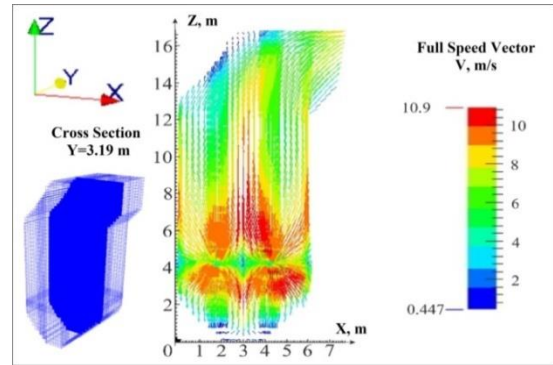 Z
Y
X
Cross Section
Y=3.19 m
Z, m
16
14
12
10
8
6
4
2
0
1 2 3 4 5 6 7
X, m
Full Speed Vector
V, m/s
10.9
10
8
6
4
2
0.447